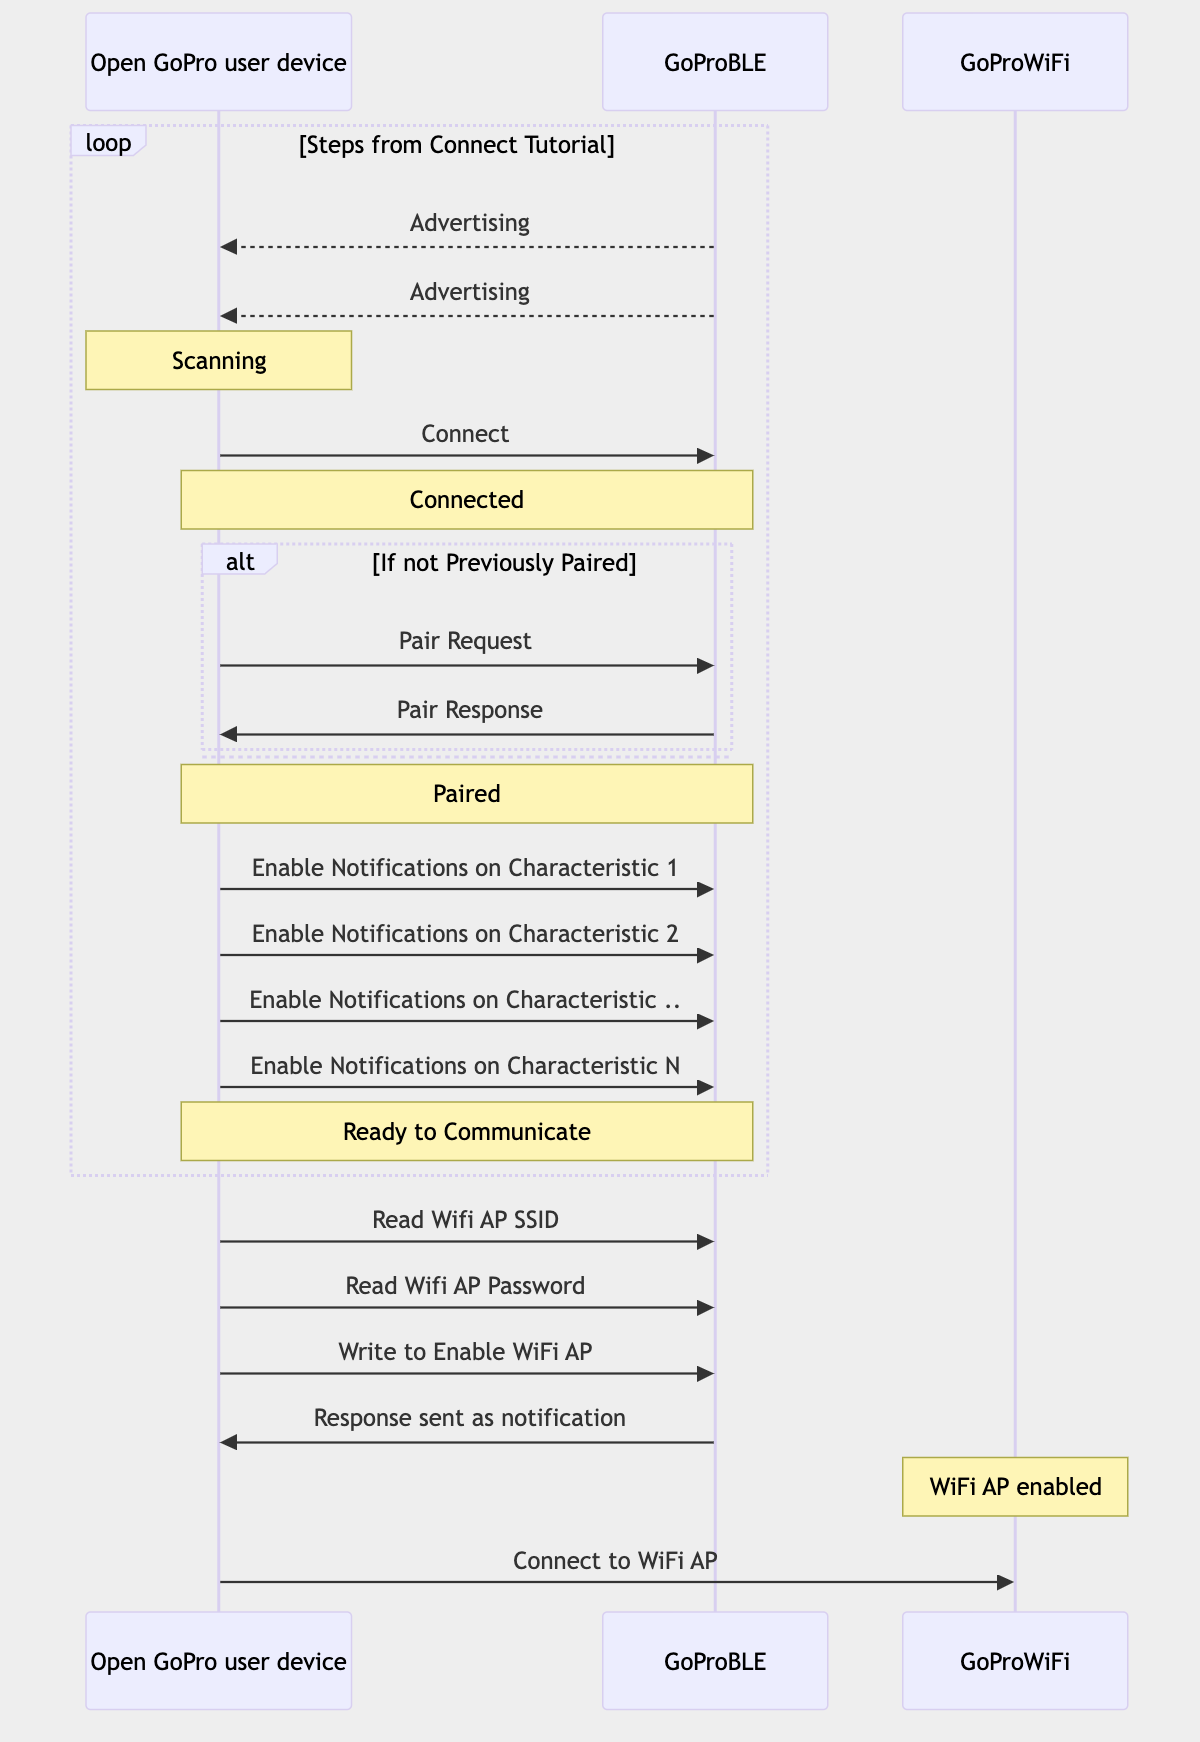 Open GoPro user device
GoProBLE
GoProWiFi
loop
[Steps from Connect Tutorial]
Advertising
Advertising
Scanning
Connect
Connected
alt
[If not Previously Paired]
Pair Request
Pair Response
Paired
Enable Notifications on Characteristic 1
Enable Notifications on Characteristic 2
Enable Notifications on Characteristic ..
Enable Notifications on Characteristic N
Ready to Communicate
Read Wifi AP SSID
Read Wifi AP Password
Write to Enable WiFi AP
Response sent as notification
WiFi AP enabled
Connect to WiFi AP
Open GoPro user device
GoProBLE
GoProWiFi